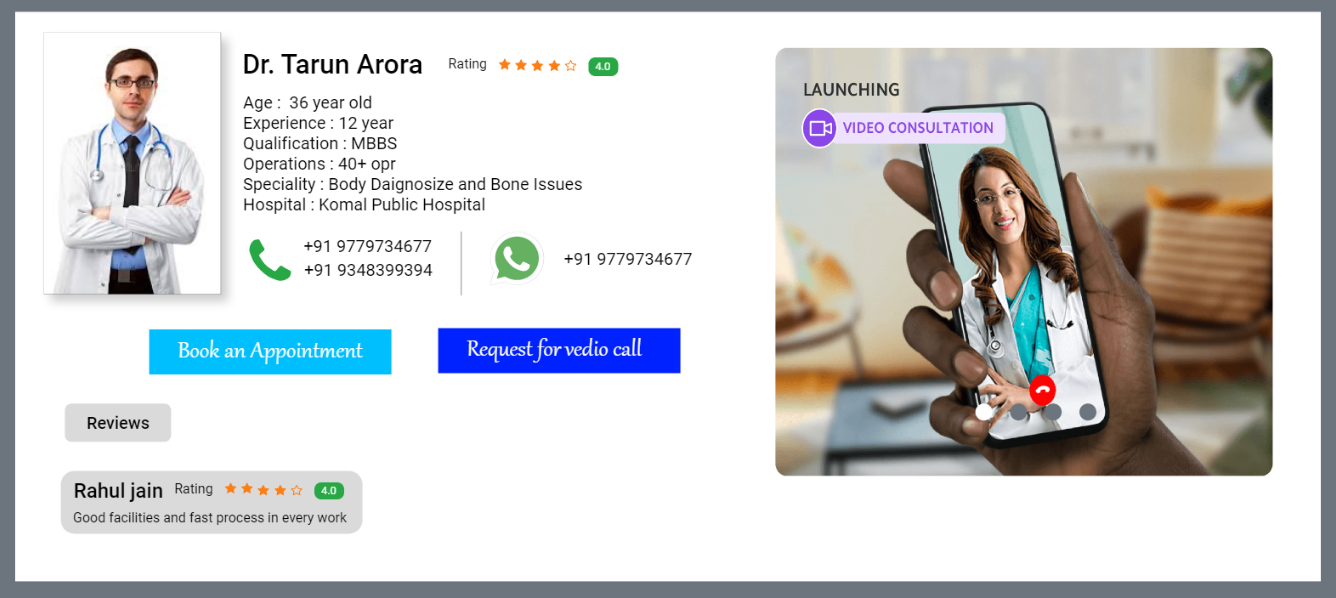 Dr. Tarun Arora
Rating
4.0
Age : 36 year old
Experience : 12 year
Qualification : MBBS
Operations : 40+ opr
Speciality : Body Daignosize and Bone Issues
Hospital : Komal Public Hospital
+91 9779734677
+91 9348399394
+91 9779734677
Book an Appointment
Request for vedio call
Reviews
Rahul jain
Rating
4.0
Good facilities and fast process in every work
LAUNCHING
VIDEO CONSULTATION